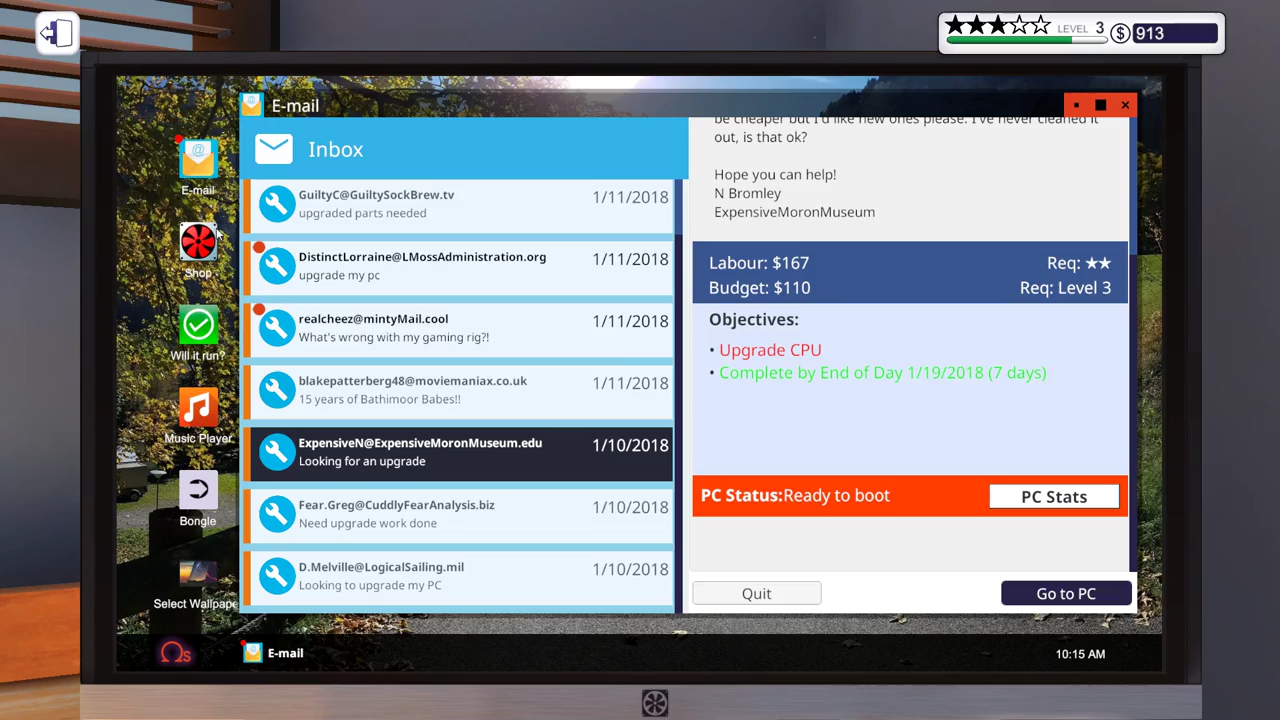 LEVEL 3
$ 913
E-mail
Inbox
be cheaper but I'd like new ones please. I've never cleaned it
out, is that ok?
Hope you can help!
N Bromley
ExpensiveMoronMuseum
GuiltyC@GuiltySockBrew.tv 1/11/2018
upgraded parts needed
DistinctLorraine@LMossAdministration.org 1/11/2018
upgrade my pc
realcheez@mintyMail.cool 1/11/2018
What's wrong with my gaming rig?!
blakepatterberg48@moviemaniax.co.uk 1/11/2018
15 years of Bathimoor Babes!!
ExpensiveN@ExpensiveMoronMuseum.edu 1/10/2018
Looking for an upgrade
Fear.Greg@CuddlyFearAnalysis.biz 1/10/2018
Need upgrade work done
D.Melville@LogicalSailing.mil 1/10/2018
Looking to upgrade my PC
Labour: $167 Req: ★★
Budget: $110 Req: Level 3
Objectives:
• Upgrade CPU
• Complete by End of Day 1/19/2018 (7 days)
PC Status:Ready to boot PC Stats
Quit Go to PC
E-mail
Shop
Will it run?
Music Player
Bongle
Select Wallpape
Ωs E-mail 10:15 AM